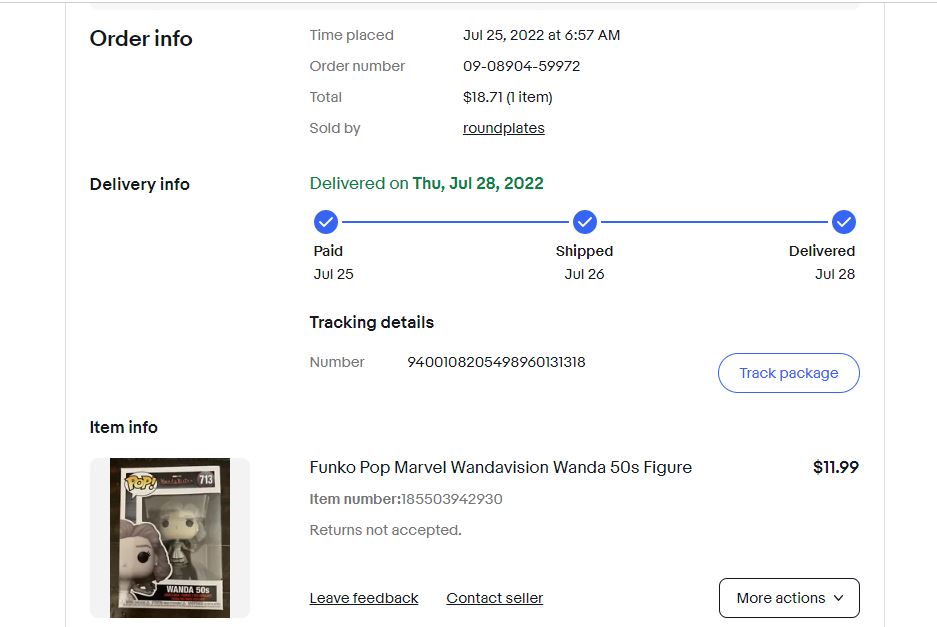 Order info
Time placed Jul 25, 2022 at 6:57 AM
Order number 09-08904-59972
Total $18.71 (1 item)
Sold by roundplates
Delivery info
Delivered on Thu, Jul 28, 2022
Paid Shipped Delivered
Jul 25 Jul 26 Jul 28
Tracking details
Number 9400108205498960131318
Track package
Item info
POP! 713
WANDA 50s
Funko Pop Marvel Wandavision Wanda 50s Figure $11.99
Item number:185503942930
Returns not accepted.
Leave feedback Contact seller More actions